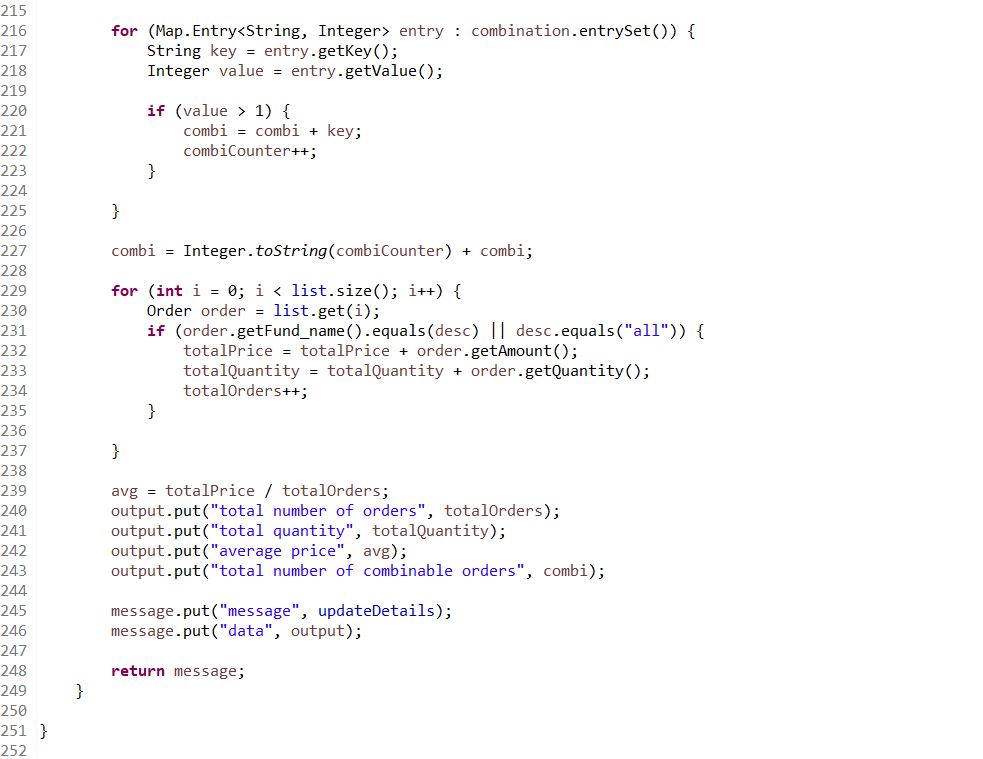 215
216 for (Map.Entry<String, Integer> entry : combination.entrySet()) {
217 String key = entry.getKey();
218 Integer value = entry.getValue();
219
220 if (value > 1) {
221 combi = combi + key;
222 combiCounter++;
223 }
224
225 }
226
227 combi = Integer.toString(combiCounter) + combi;
228
229 for (int i = 0; i < list.size(); i++) {
230 Order order = list.get(i);
231 if (order.getFund_name().equals(desc) || desc.equals("all")) {
232 totalPrice = totalPrice + order.getAmount();
233 totalQuantity = totalQuantity + order.getQuantity();
234 totalOrders++;
235 }
236
237 }
238
239 avg = totalPrice / totalOrders;
240 output.put("total number of orders", totalOrders);
241 output.put("total quantity", totalQuantity);
242 output.put("average price", avg);
243 output.put("total number of combinable orders", combi);
244
245 message.put("message", updateDetails);
246 message.put("data", output);
247
248 return message;
249 }
250
251 }
252